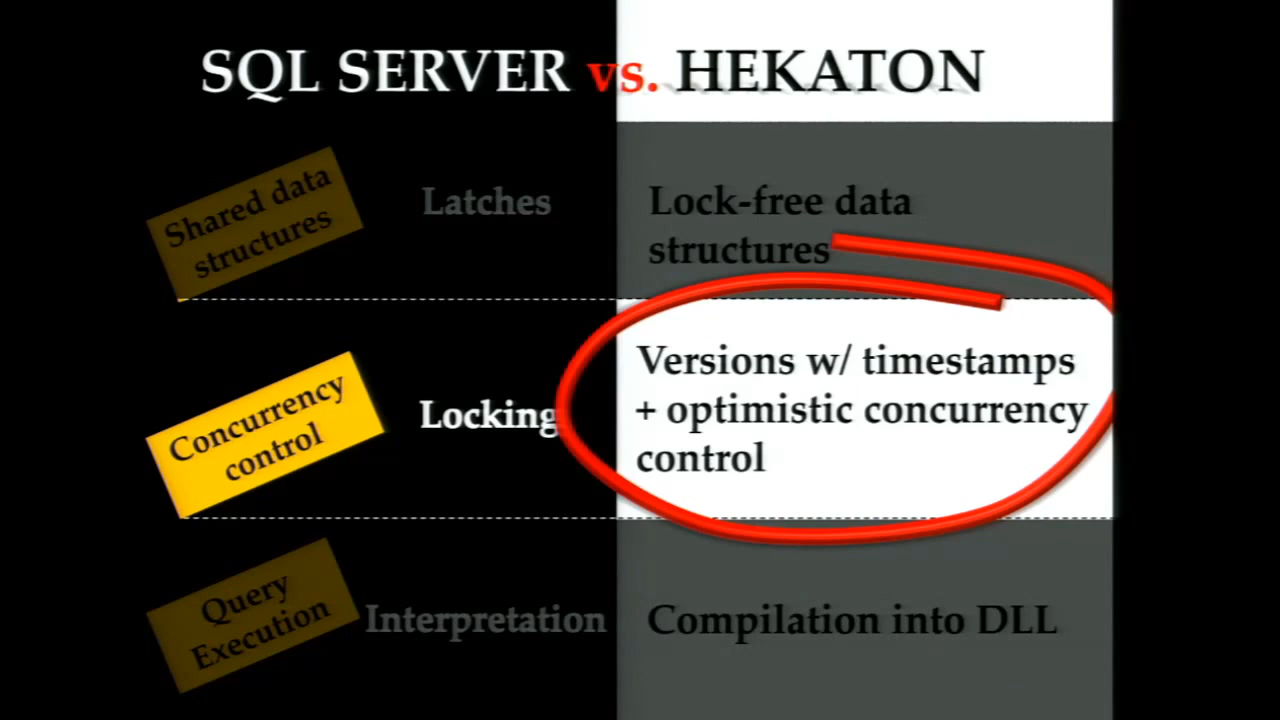 SQL SERVER vs. HEKATON
Shared data
structures
Latches
Lock-free data
structures
Concurrency
control
Locking
Versions w/ timestamps
+ optimistic concurrency
control
Query
Execution
Interpretation
Compilation into DLL